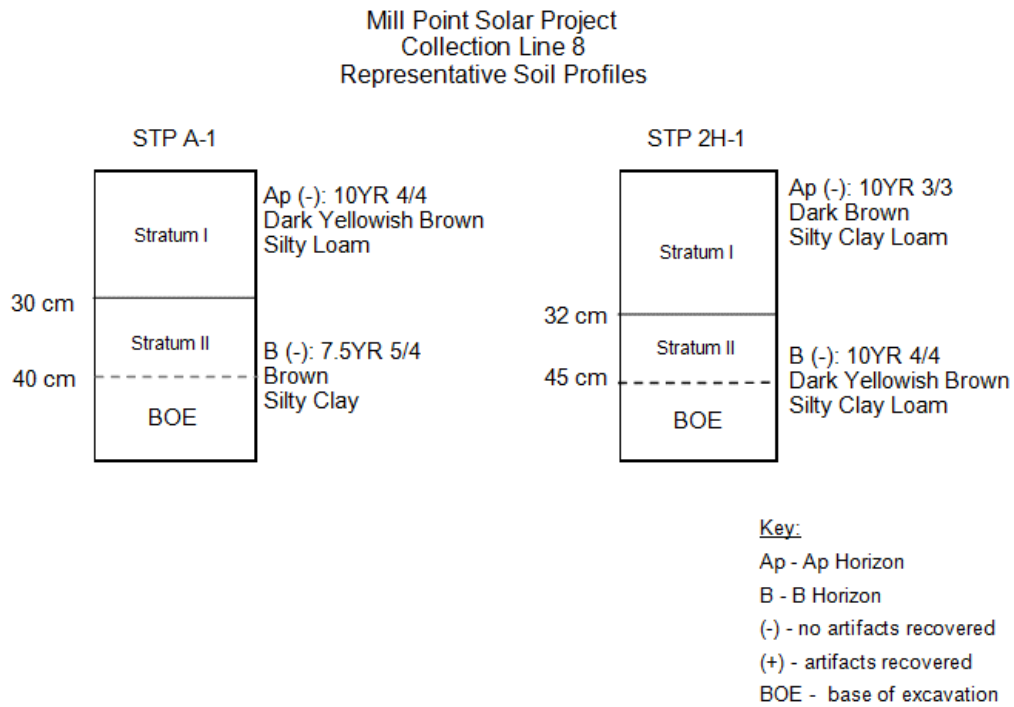 Mill Point Solar Project
Collection Line 8
Representative Soil Profiles
STP A-1
Stratum I
Ap (-): 10YR 4/4
Dark Yellowish Brown
Silty Loam
30 cm
Stratum II
B (-): 7.5YR 5/4
Brown
Silty Clay
40 cm
BOE
STP 2H-1
Stratum I
Ap (-): 10YR 3/3
Dark Brown
Silty Clay Loam
32 cm
Stratum II
B (-): 10YR 4/4
Dark Yellowish Brown
Silty Clay Loam
45 cm
BOE
Key:
Ap - Ap Horizon
B - B Horizon
(-) - no artifacts recovered
(+) - artifacts recovered
BOE - base of excavation